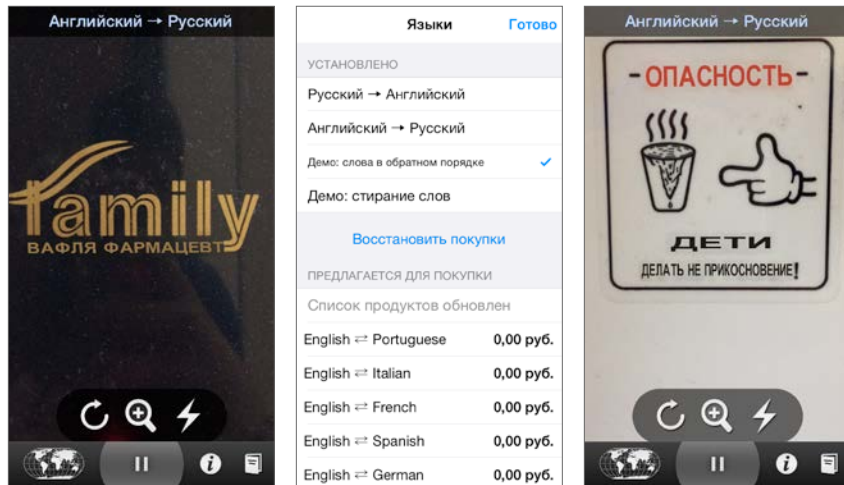 Английский → Русский
family
ВАФЛЯ ФАРМАЦЕВТ
Языки
Готово
УСТАНОВЛЕНО
Русский → Английский
Английский → Русский
Демо: слова в обратном порядке
Демо: стирание слов
Восстановить покупки
ПРЕДЛАГАЕТСЯ ДЛЯ ПОКУПКИ
Список продуктов обновлен
English ⇄ Portuguese 0,00 руб.
English ⇄ Italian 0,00 руб.
English ⇄ French 0,00 руб.
English ⇄ Spanish 0,00 руб.
English ⇄ German 0,00 руб.
Английский → Русский
- ОПАСНОСТЬ -
ДЕТИ
ДЕЛАТЬ НЕ ПРИКОСНОВЕНИЕ!